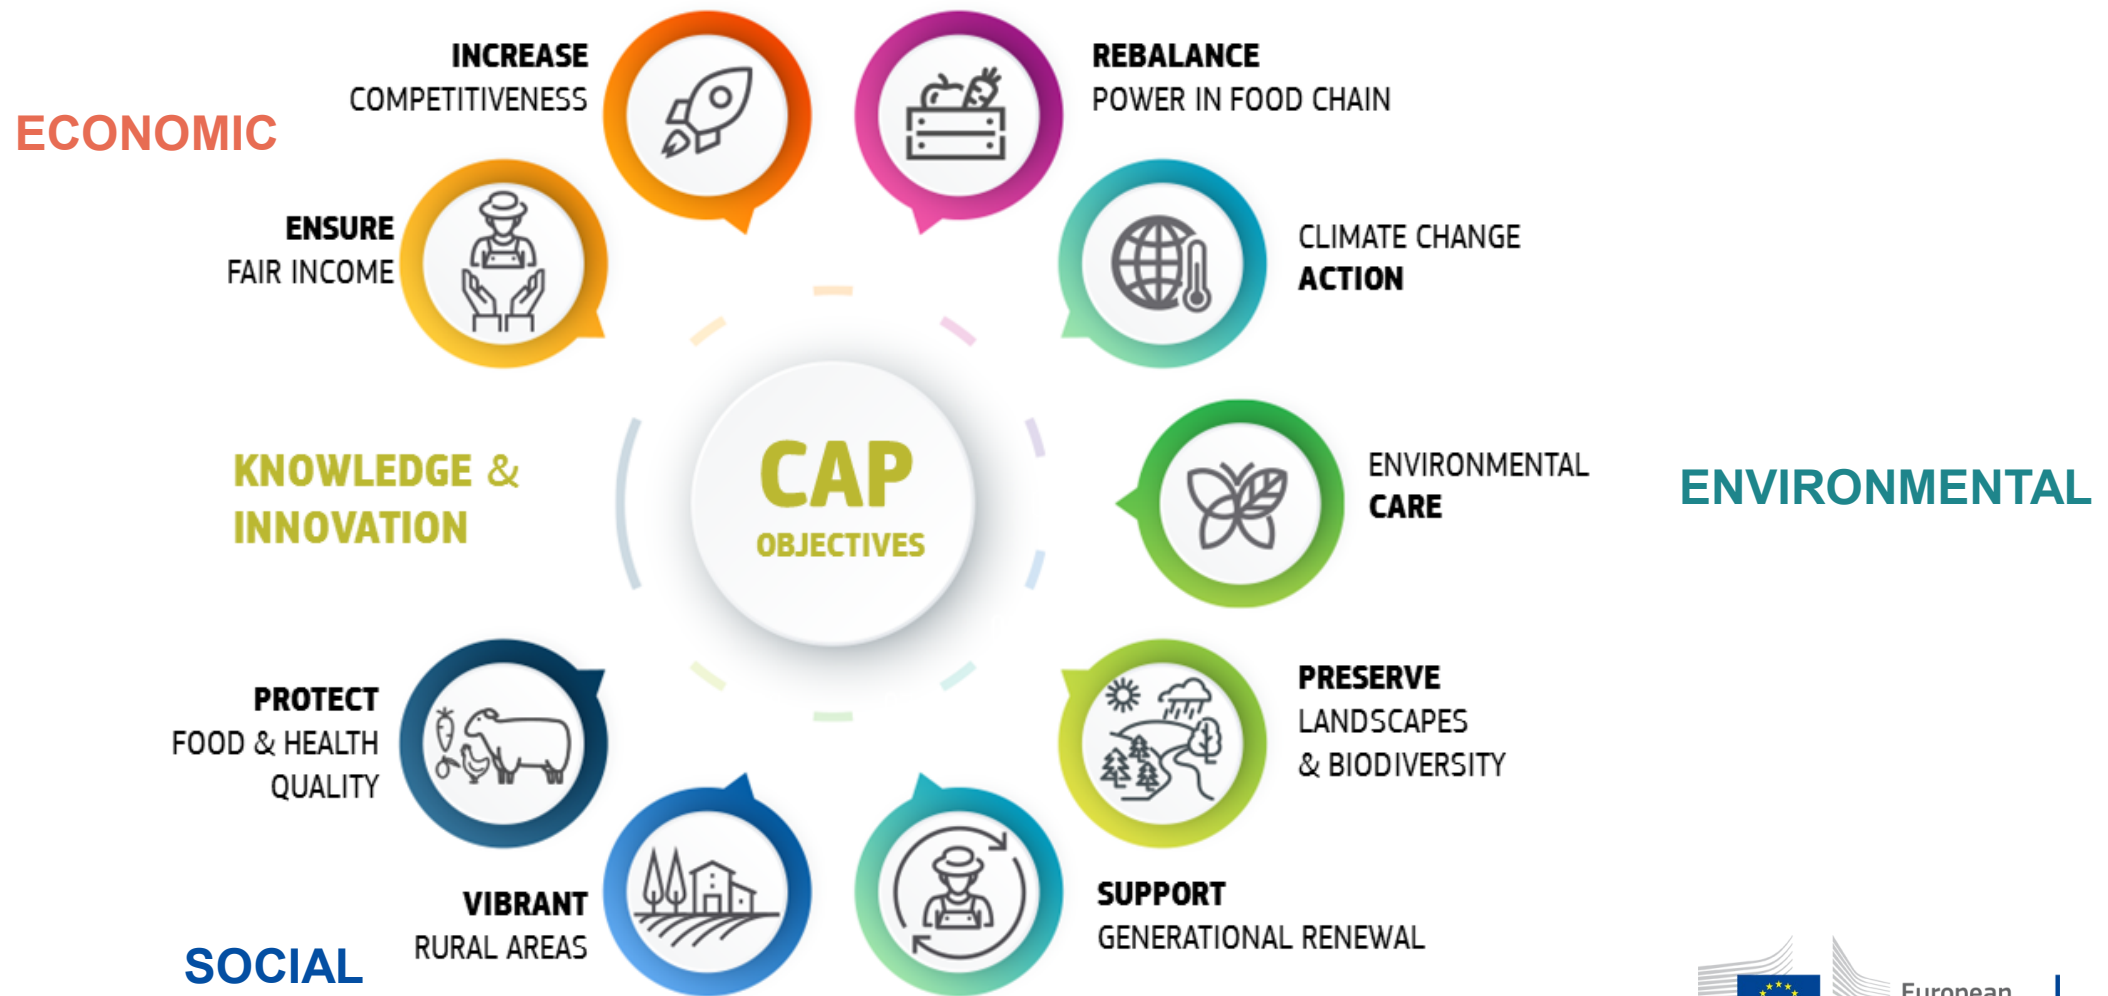 INCREASE
COMPETITIVENESS
REBALANCE
POWER IN FOOD CHAIN
ECONOMIC
ENSURE
FAIR INCOME
CLIMATE CHANGE
ACTION
KNOWLEDGE &
INNOVATION
CAP
OBJECTIVES
ENVIRONMENTAL
CARE
ENVIRONMENTAL
PROTECT
FOOD & HEALTH
QUALITY
PRESERVE
LANDSCAPES
& BIODIVERSITY
VIBRANT
RURAL AREAS
SUPPORT
GENERATIONAL RENEWAL
SOCIAL
European